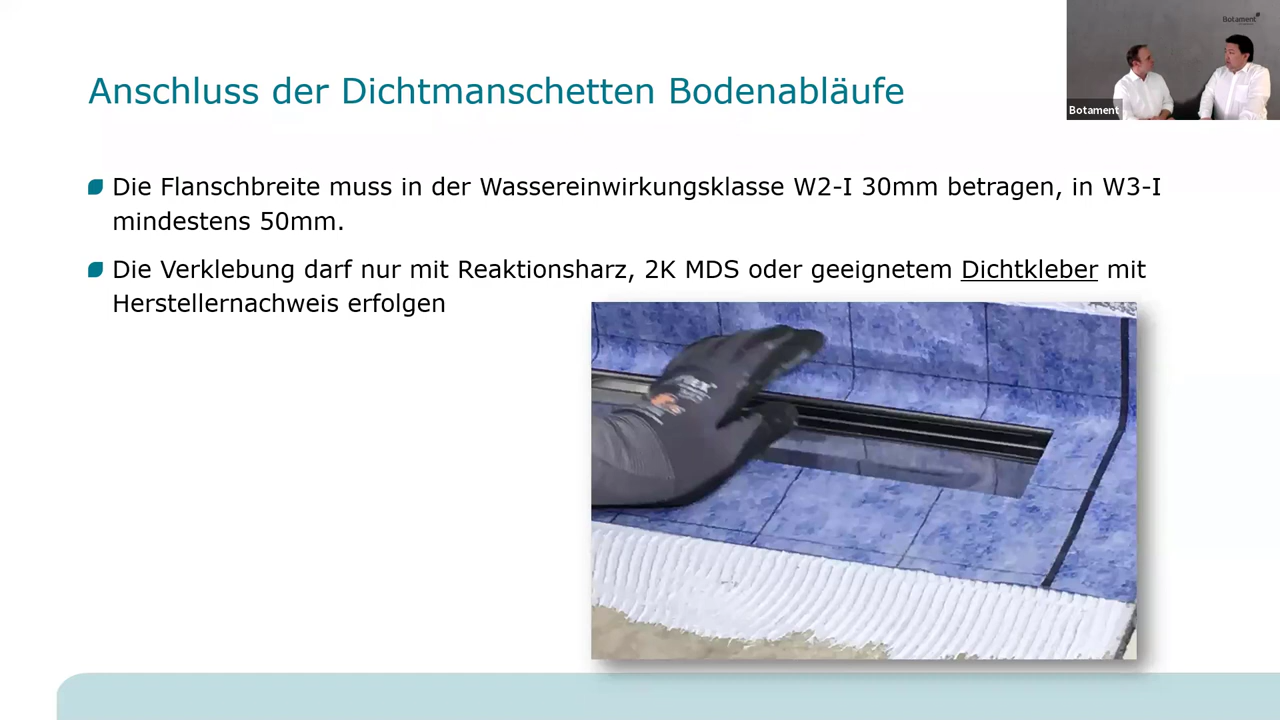 Botament
Botament
Anschluss der Dichtmanschetten Bodenabläufe
Die Flanschbreite muss in der Wassereinwirkungsklasse W2-I 30mm betragen, in W3-I
mindestens 50mm.
Die Verklebung darf nur mit Reaktionsharz, 2K MDS oder geeignetem Dichtkleber mit
Herstellernachweis erfolgen